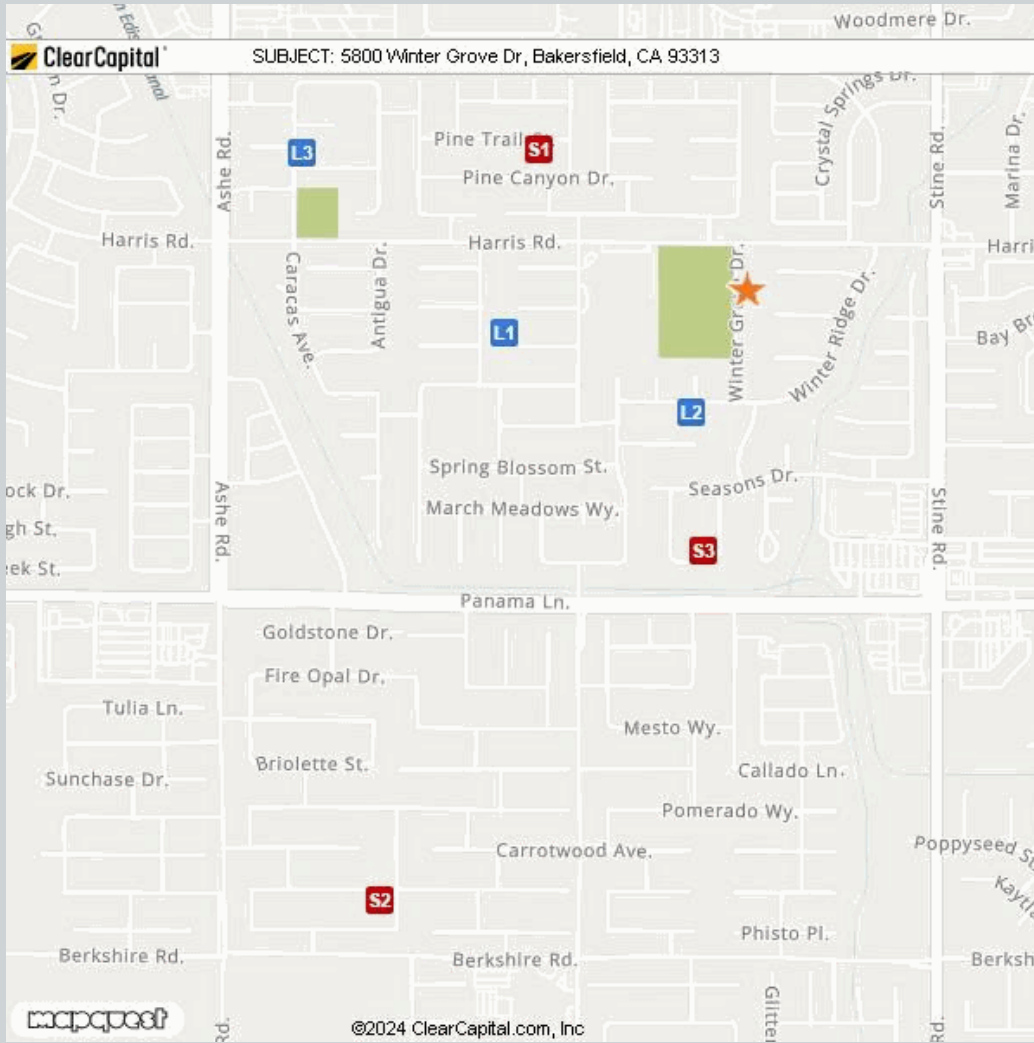 Woodmere Dr.
ClearCapital
SUBJECT: 5800 Winter Grove Dr, Bakersfield, CA 93313
Crystal Springs Dr.
Ashe Rd.
L3
Pine Trail
S1
Pine Canyon Dr.
Stine Rd.
Marina Dr.
Harris Rd.
Harris Rd.
Harri
Caracas Ave.
Antigua Dr.
L1
Winter Gr Dr.
Winter Ridge Dr.
Bay Br
L2
Spring Blossom St.
Seasons Dr.
ock Dr.
March Meadows Wy.
Ashe Rd.
Stine Rd.
gh St.
S3
eek St.
Panama Ln.
Goldstone Dr.
Fire Opal Dr.
Tulia Ln.
Mesto Wy.
Briolette St.
Sunchase Dr.
Callado Ln.
Pomerado Wy.
Carrotwood Ave.
Poppyseed S
Kaytl
S2
Phisto Pl.
Berkshire Rd.
Berkshire Rd.
Berksh
Glitter
mapquest
©2024 ClearCapital.com, Inc
Rd.
Rd.